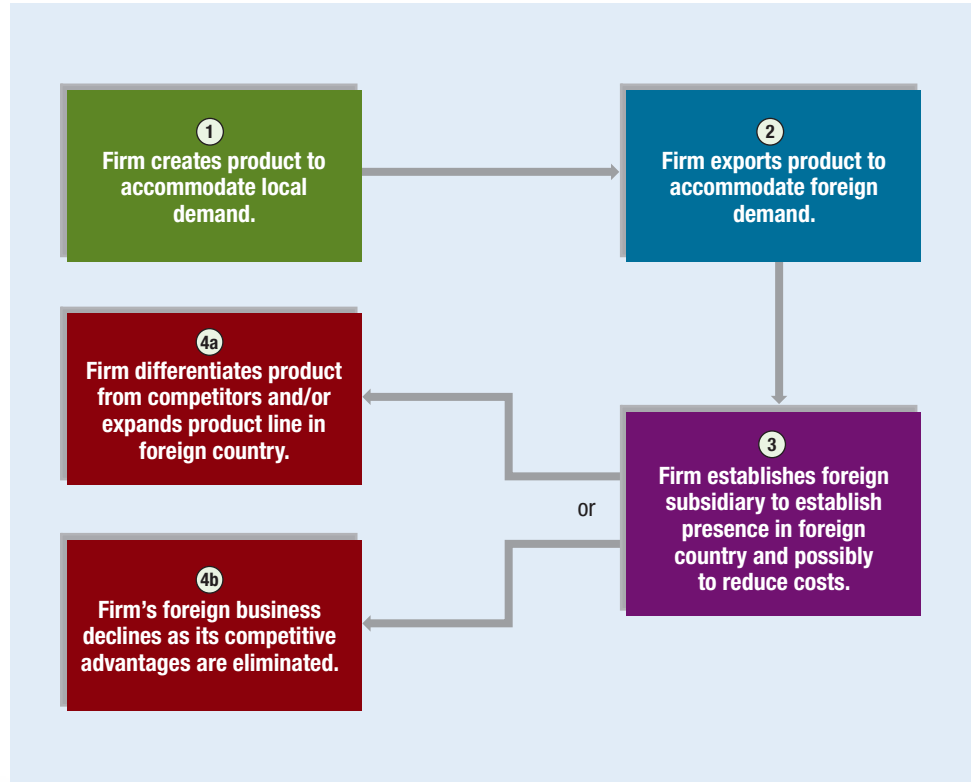 1
Firm creates product to
accommodate local
demand.
2
Firm exports product to
accommodate foreign
demand.
3
Firm establishes foreign
subsidiary to establish
presence in foreign
country and possibly
to reduce costs.
or
4a
Firm differentiates product
from competitors and/or
expands product line in
foreign country.
4b
Firm’s foreign business
declines as its competitive
advantages are eliminated.